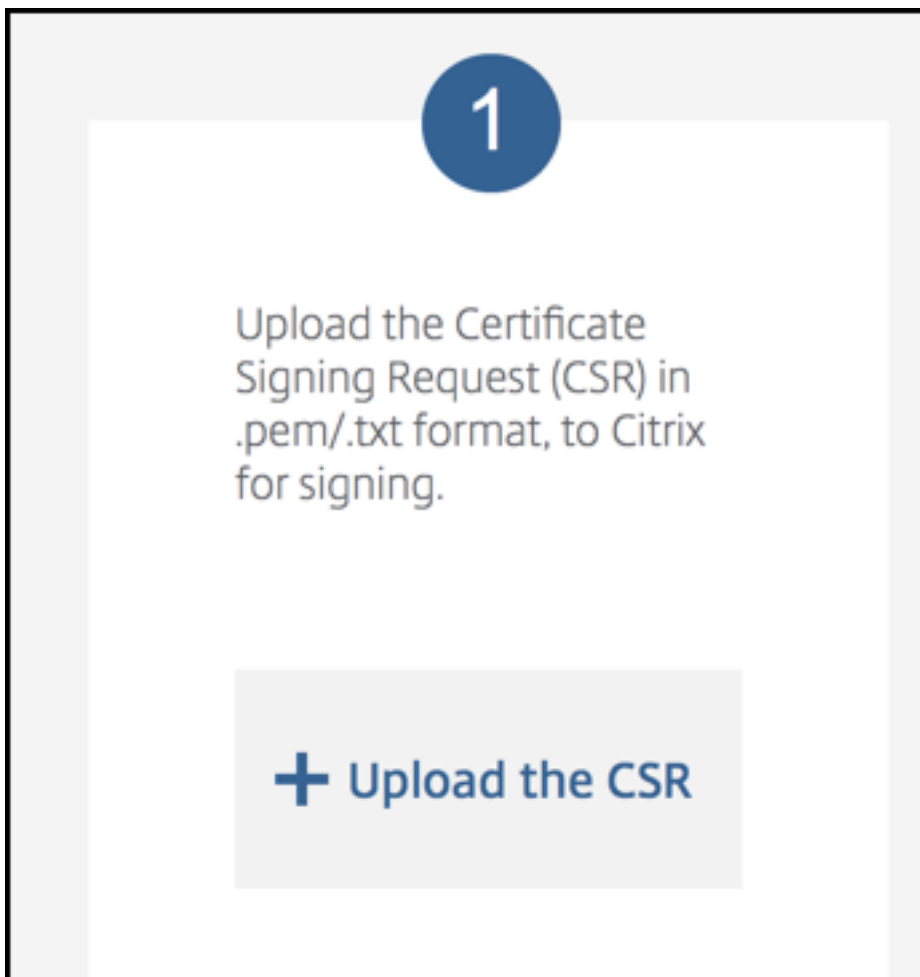 1
Upload the Certificate
Signing Request (CSR) in
.pem/.txt format, to Citrix
for signing.
+ Upload the CSR